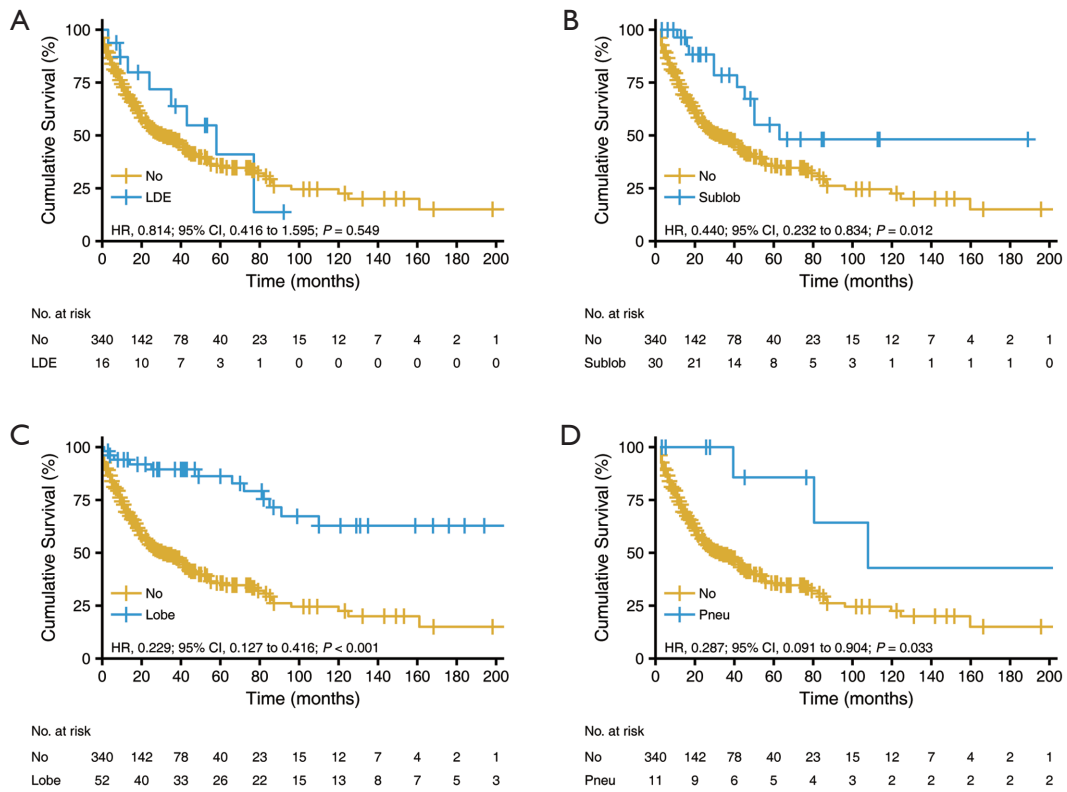 A
Cumulative Survival (%)
100
75
50
25
0
No
LDE
HR, 0.814; 95% CI, 0.416 to 1.595; P = 0.549
0 20 40 60 80 100 120 140 160 180 200
Time (months)
No. at risk
No 340 142 78 40 23 15 12 7 4 2 1
LDE 16 10 7 3 1 0 0 0 0 0 0
B
Cumulative Survival (%)
100
75
50
25
0
No
Sublob
HR, 0.440; 95% CI, 0.232 to 0.834; P = 0.012
0 20 40 60 80 100 120 140 160 180 200
Time (months)
No. at risk
No 340 142 78 40 23 15 12 7 4 2 1
Sublob 30 21 14 8 5 3 1 1 1 1 0
C
Cumulative Survival (%)
100
75
50
25
0
No
Lobe
HR, 0.229; 95% CI, 0.127 to 0.416; P < 0.001
0 20 40 60 80 100 120 140 160 180 200
Time (months)
No. at risk
No 340 142 78 40 23 15 12 7 4 2 1
Lobe 52 40 33 26 22 15 13 8 7 5 3
D
Cumulative Survival (%)
100
75
50
25
0
No
Pneu
HR, 0.287; 95% CI, 0.091 to 0.904; P = 0.033
0 20 40 60 80 100 120 140 160 180 200
Time (months)
No. at risk
No 340 142 78 40 23 15 12 7 4 2 1
Pneu 11 9 6 5 4 3 2 2 2 2 2